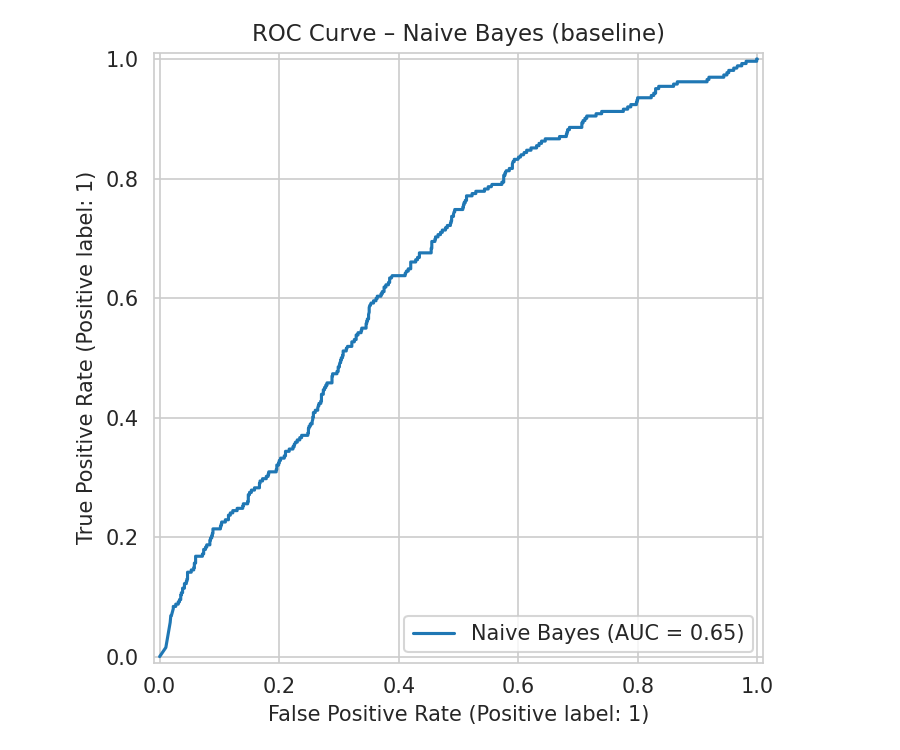 ROC Curve – Naive Bayes (baseline)
True Positive Rate (Positive label: 1)
1.0
0.8
0.6
0.4
0.2
0.0
Naive Bayes (AUC = 0.65)
0.0 0.2 0.4 0.6 0.8 1.0
False Positive Rate (Positive label: 1)